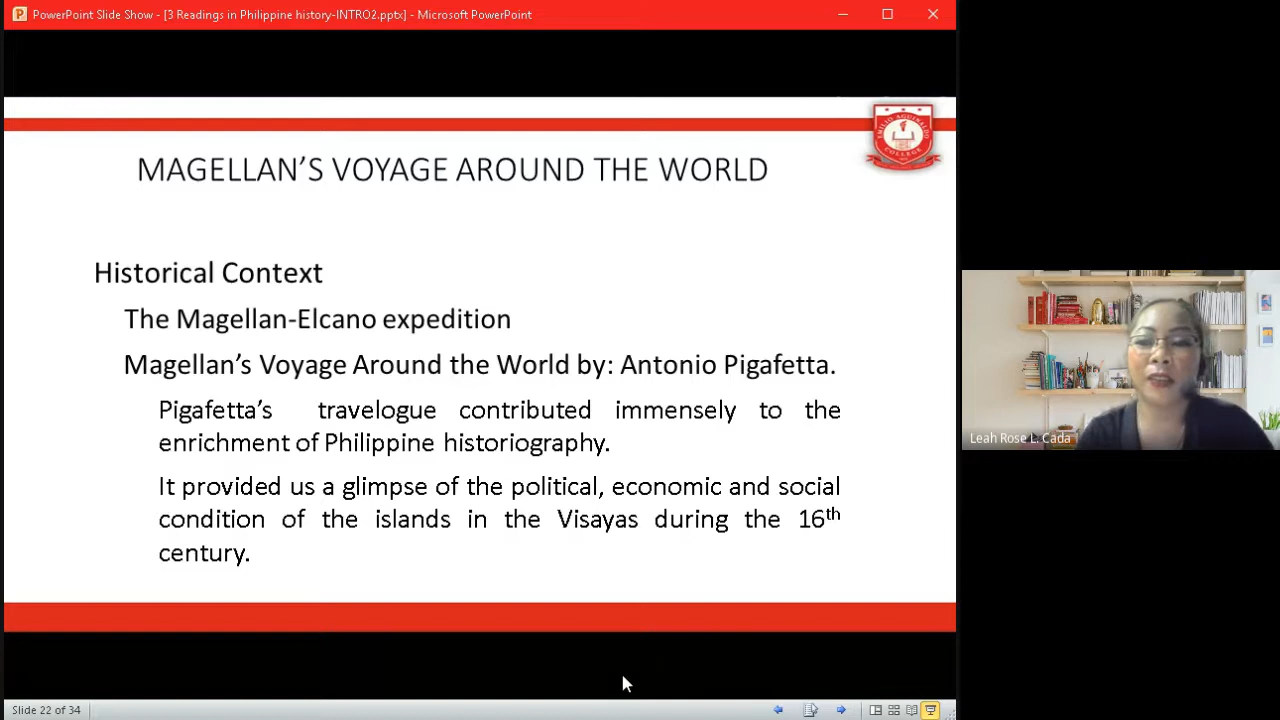 PowerPoint Slide Show - [3 Readings in Philippine history-INTRO2.pptx] - Microsoft PowerPoint
EMILIO AGUINALDO
COLLEGE
MAGELLAN'S VOYAGE AROUND THE WORLD
Historical Context
The Magellan-Elcano expedition
Magellan's Voyage Around the World by: Antonio Pigafetta.
Pigafetta's travelogue contributed immensely to the
enrichment of Philippine historiography.
It provided us a glimpse of the political, economic and social
condition of the islands in the Visayas during the 16th
century.
Leah Rose L. Cada
Slide 22 of 34